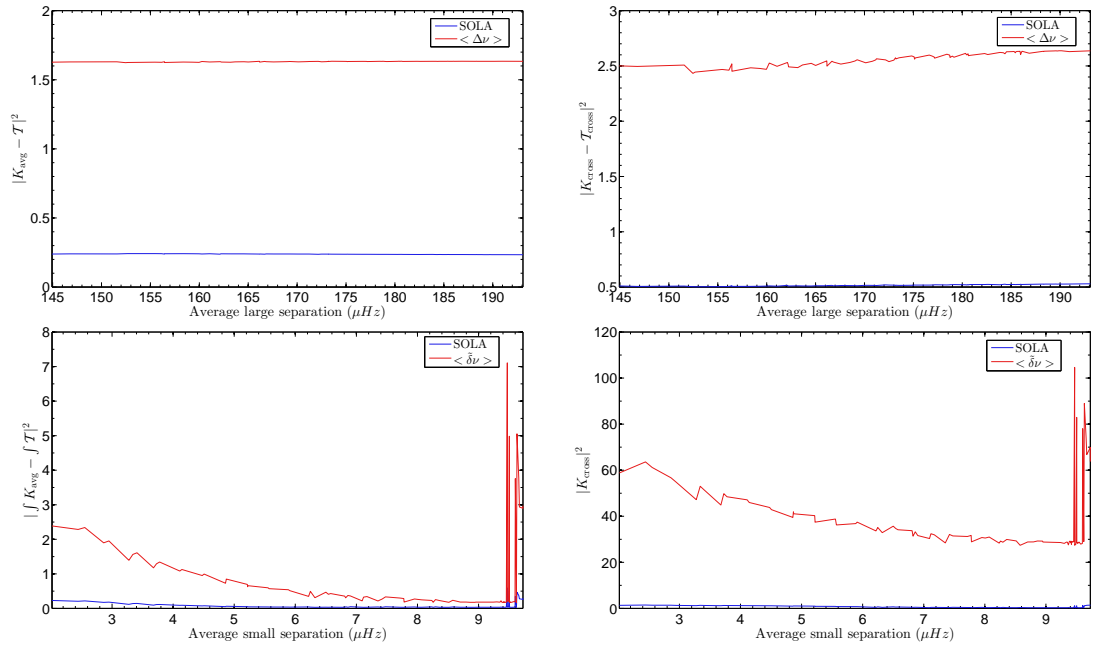 2
1.5
1
0.5
0
145 150 155 160 165 170 175 180 185 190
Average large separation (μHz)
|K_avg − 𝒯|²
SOLA
< Δν >
3
2.5
2
1.5
1
0.5
145 150 155 160 165 170 175 180 185 190
Average large separation (μHz)
|K_cross − 𝒯_cross|²
SOLA
< Δν >
8
7
6
5
4
3
2
1
0
3 4 5 6 7 8 9
Average small separation (μHz)
|∫ K_avg − ∫ 𝒯|²
SOLA
< δ̃ν >
120
100
80
60
40
20
0
3 4 5 6 7 8 9
Average small separation (μHz)
|K_cross|²
SOLA
< δ̃ν >